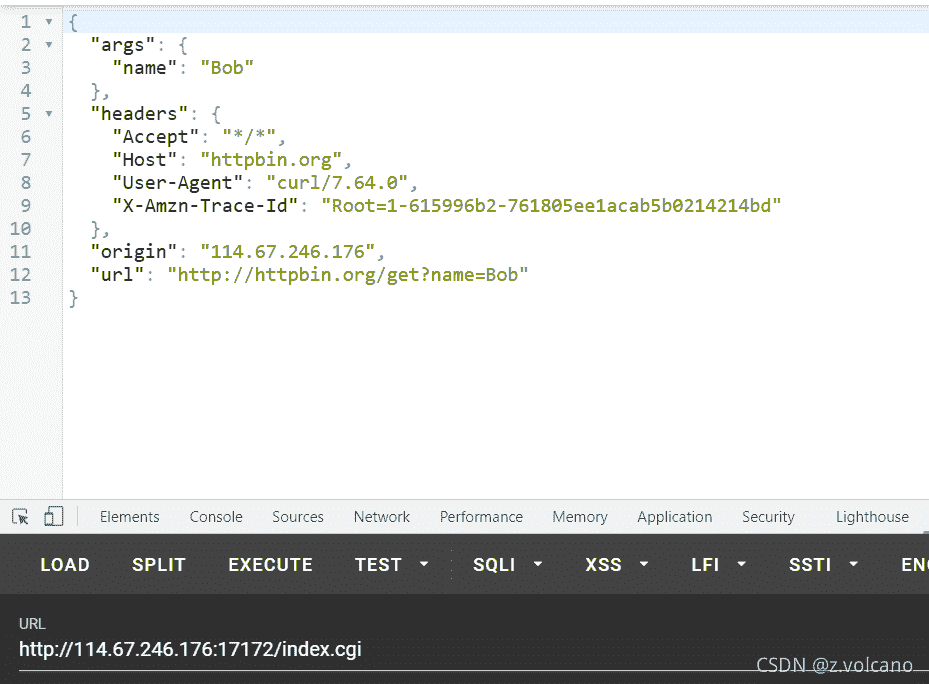 1 {
2 "args": {
3 "name": "Bob"
4 },
5 "headers": {
6 "Accept": "*/*",
7 "Host": "httpbin.org",
8 "User-Agent": "curl/7.64.0",
9 "X-Amzn-Trace-Id": "Root=1-615996b2-761805ee1acab5b0214214bd"
10 },
11 "origin": "114.67.246.176",
12 "url": "http://httpbin.org/get?name=Bob"
13 }
Elements Console Sources Network Performance Memory Application Security Lighthouse
LOAD SPLIT EXECUTE TEST SQLI XSS LFI SSTI EN
URL
http://114.67.246.176:17172/index.cgi
CSDN @z.volcano